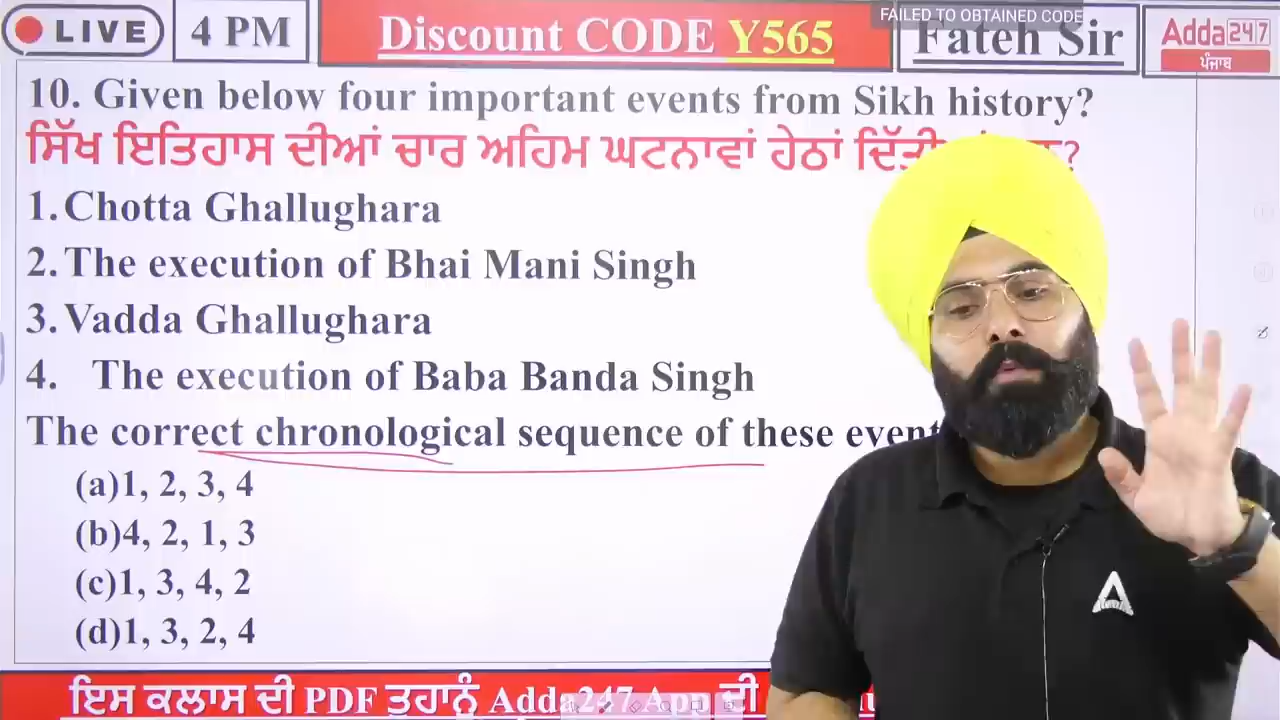 LIVE
4 PM
Discount CODE Y565
FAILED TO OBTAINED CODE
Fateh Sir
Adda247
ਪੰਜਾਬ
10. Given below four important events from Sikh history?
ਸਿੱਖ ਇਤਿਹਾਸ ਦੀਆਂ ਚਾਰ ਅਹਿਮ ਘਟਨਾਵਾਂ ਹੇਠਾਂ ?
1. Chotta Ghallughara
2. The execution of Bhai Mani Singh
3. Vadda Ghallughara
4. The execution of Baba Banda Singh
The correct chronological sequence of these
(a)1, 2, 3, 4
(b)4, 2, 1, 3
(c)1, 3, 4, 2
(d)1, 3, 2, 4
ਇਸ ਕਲਾਸ ਦੀ PDF ਤੁਹਾਨੂੰ Adda247 App ਦੀ